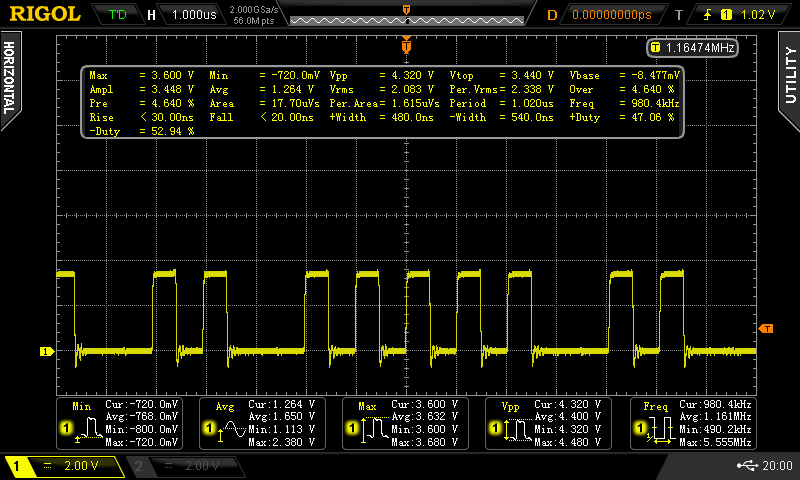 RIGOL T'D H 1.000us 2.000GSa/s 56.0M pts D 0.00000000ps T 1 1.02 V
HORIZONTAL
UTILITY
T
T 1.16474MHz
Max = 3.600 V Min = -720.0mV Vpp = 4.320 V Vtop = 3.440 V Vbase = -8.477mV
Ampl = 3.448 V Avg = 1.264 V Vrms = 2.083 V Per.Vrms= 2.338 V Over = 4.640 %
Pre = 4.640 % Area = 17.70uVs Per.Area= 1.615uVs Period = 1.020us Freq = 980.4kHz
Rise < 30.00ns Fall < 20.00ns +Width = 480.0ns -Width = 540.0ns +Duty = 47.06 %
-Duty = 52.94 %
T
1
Min Cur:-720.0mV Avg Cur:1.264 V Max Cur:3.600 V Vpp Cur:4.320 V Freq Cur:980.4kHz
Avg:-768.0mV Avg:1.650 V Avg:3.632 V Avg:4.400 V Avg:1.161MHz
1 Min:-800.0mV 1 Min:1.113 V 1 Min:3.600 V 1 Min:4.320 V 1 Min:490.2kHz
Max:-720.0mV Max:2.380 V Max:3.680 V Max:4.480 V Max:5.555MHz
1 = 2.00 V 2 = 2.00 V 20:00